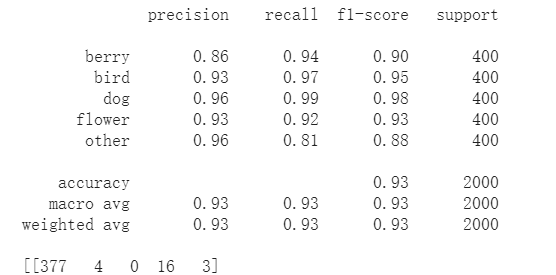 precision recall f1-score support
berry 0.86 0.94 0.90 400
bird 0.93 0.97 0.95 400
dog 0.96 0.99 0.98 400
flower 0.93 0.92 0.93 400
other 0.96 0.81 0.88 400
accuracy 0.93 2000
macro avg 0.93 0.93 0.93 2000
weighted avg 0.93 0.93 0.93 2000
[[377 4 0 16 3]